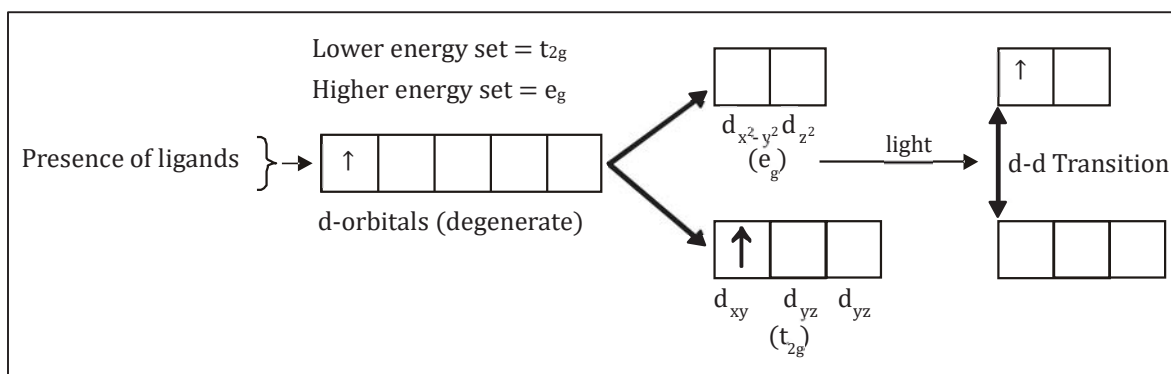 Lower energy set = t2g
Higher energy set = eg
Presence of ligands
↑
d-orbitals (degenerate)
dx²-y² dz²
(eg)
↑
dxy dyz dyz
(t2g)
light
↑
d-d Transition